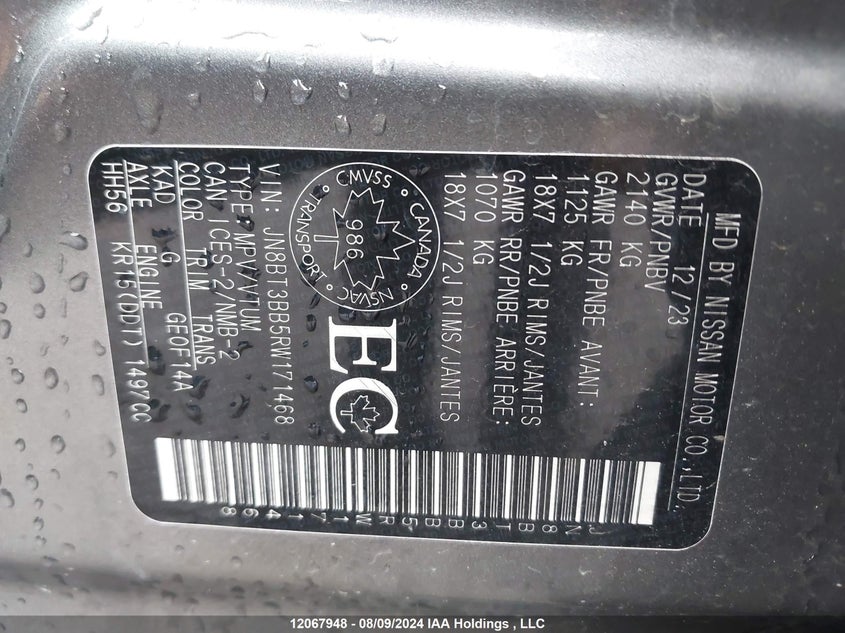 MFD BY NISSAN MOTOR CO.,LTD.
DATE 12/23
GVWR/PNBV
2140 KG
GAWR FR/PNBE AVANT:
1125 KG
18X7 1/2J RIMS/JANTES
GAWR RR/PNBE ARRIÈRE:
1070 KG
18X7 1/2J RIMS/JANTES
CMVSS CANADA
TRANSPORT NSVAC
986
EC
VIN: JN8BT3BB5RW171468
TYPE: MPV/VTUM
CAN ICES-2/NMB-2
COLOR TRIM TRANS
KAD G GE0F14A
AXLE ENGINE
HH56 KR15(DDT) 1497CC
JN8BT3BB5RW171468
12067948 - 08/09/2024 IAA Holdings , LLC